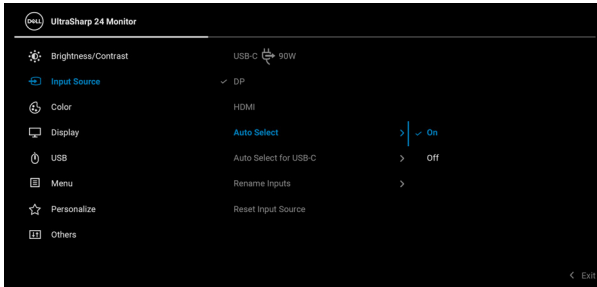 DELL UltraSharp 24 Monitor
Brightness/Contrast USB-C 90W
Input Source DP
Color HDMI
Display Auto Select On
USB Auto Select for USB-C Off
Menu Rename Inputs
Personalize Reset Input Source
Others
Exit